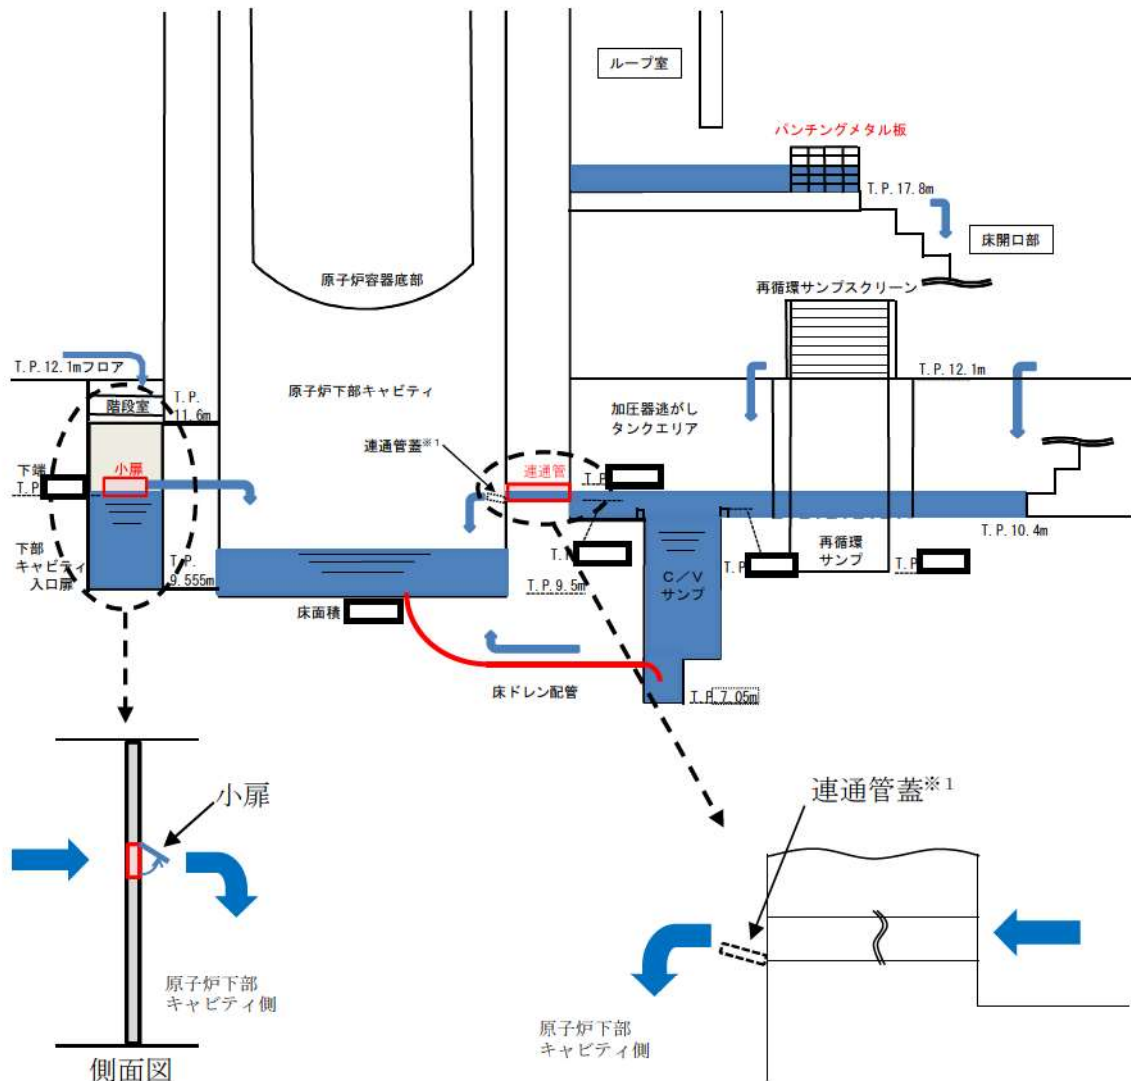 ループ室
パンチングメタル板
T.P.17.8m
床開口部
原子炉容器底部
再循環サンプスクリーン
T.P.12.1mフロア
階段室
T.P.
11.6m
原子炉下部キャビティ
T.P.12.1m
加圧器逃がし
タンクエリア
連通管蓋※1
連通管
T.P
下端
T.P
小扉
下部
キャビティ
入口扉
T.P.
9.555m
T.P.9.5m
床面積
C/V
サンプ
T.P
再循環
サンプ
T.P
T.P.10.4m
床ドレン配管
T.P.7.05m
小扉
原子炉下部
キャビティ側
側面図
連通管蓋※1
原子炉下部
キャビティ側